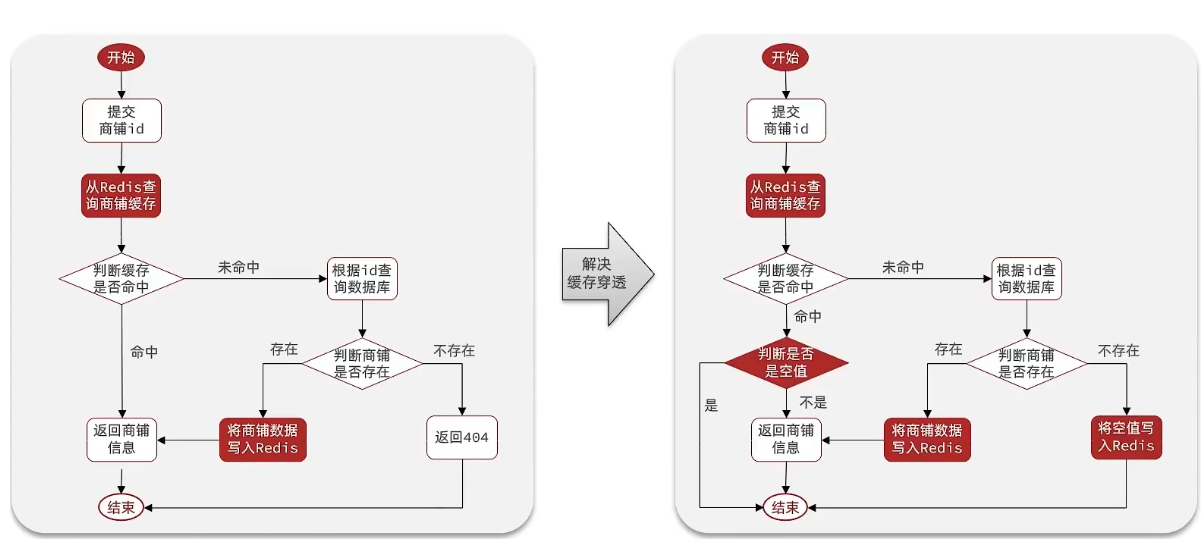 开始
提交
商铺id
从Redis查
询商铺缓存
判断缓存
是否命中
未命中
根据id查
询数据库
命中
存在
判断商铺
是否存在
不存在
返回商铺
信息
将商铺数据
写入Redis
返回404
结束
解决
缓存穿透
开始
提交
商铺id
从Redis查
询商铺缓存
判断缓存
是否命中
未命中
根据id查
询数据库
命中
判断是否
是空值
存在
判断商铺
是否存在
不存在
是
不是
返回商铺
信息
将商铺数据
写入Redis
将空值写
入Redis
结束